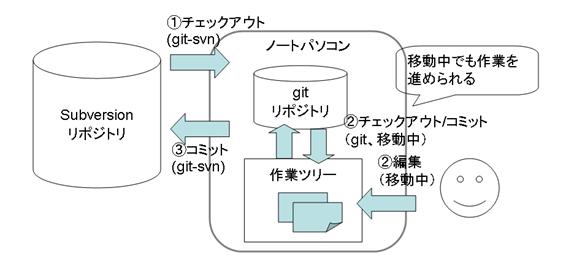 ①チェックアウト
(git-svn)
ノートパソコン
移動中でも作業を
進められる
Subversion
リポジトリ
git
リポジトリ
②チェックアウト/コミット
(git、移動中)
③コミット
(git-svn)
作業ツリー
②編集
(移動中)